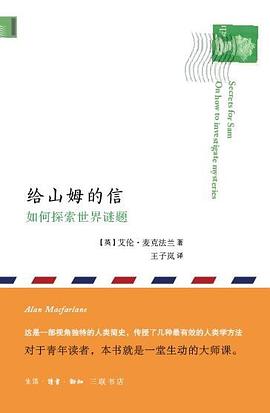 Secrets for Sam
On how to investigate mysteries
给山姆的信
如何探索世界谜题
【英】艾伦·麦克法兰 著
王子岚 译
Alan Macfarlane
这是一部视角独特的人类简史，传授了几种最有效的人类学方法
对于青年读者，本书就是一堂生动的大师课。
生活·读书·新知 三联书店